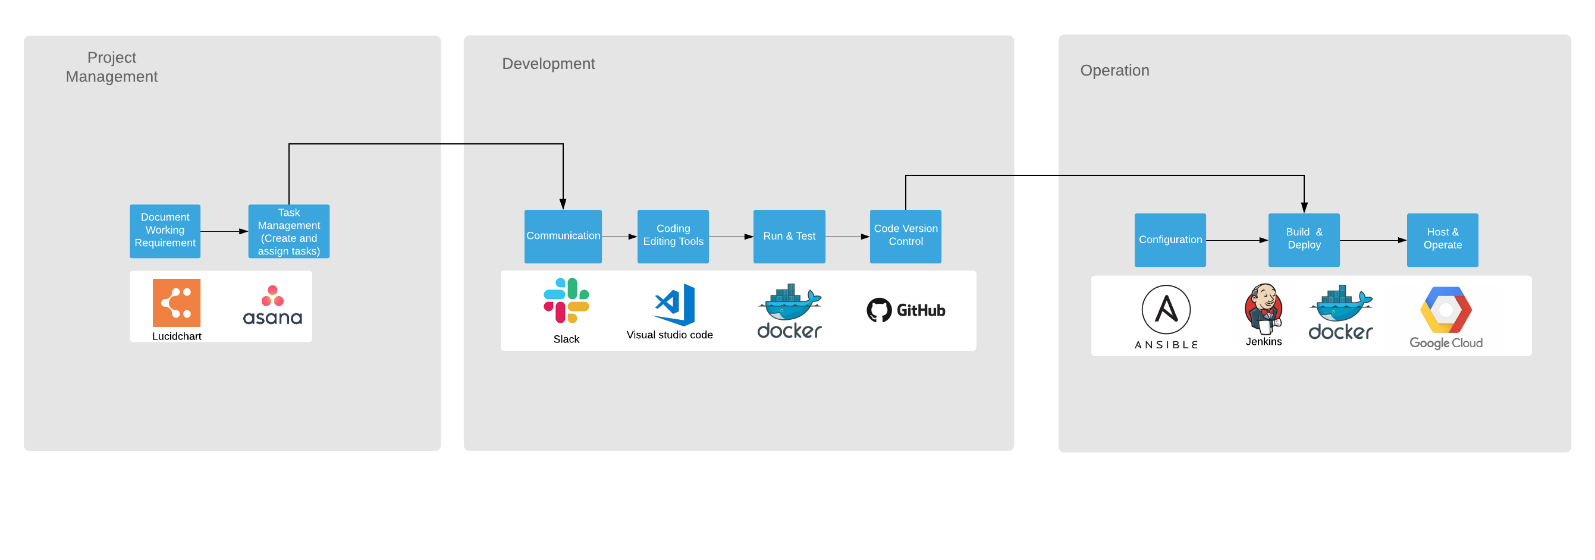 Project
Management
Development
Operation
Document
Working
Requirement
Task
Management
(Create and
assign tasks)
Communication
Coding
Editing Tools
Run & Test
Code Version
Control
Configuration
Build &
Deploy
Host &
Operate
Lucidchart
asana
Slack
Visual studio code
docker
GitHub
ANSIBLE
Jenkins
docker
Google Cloud